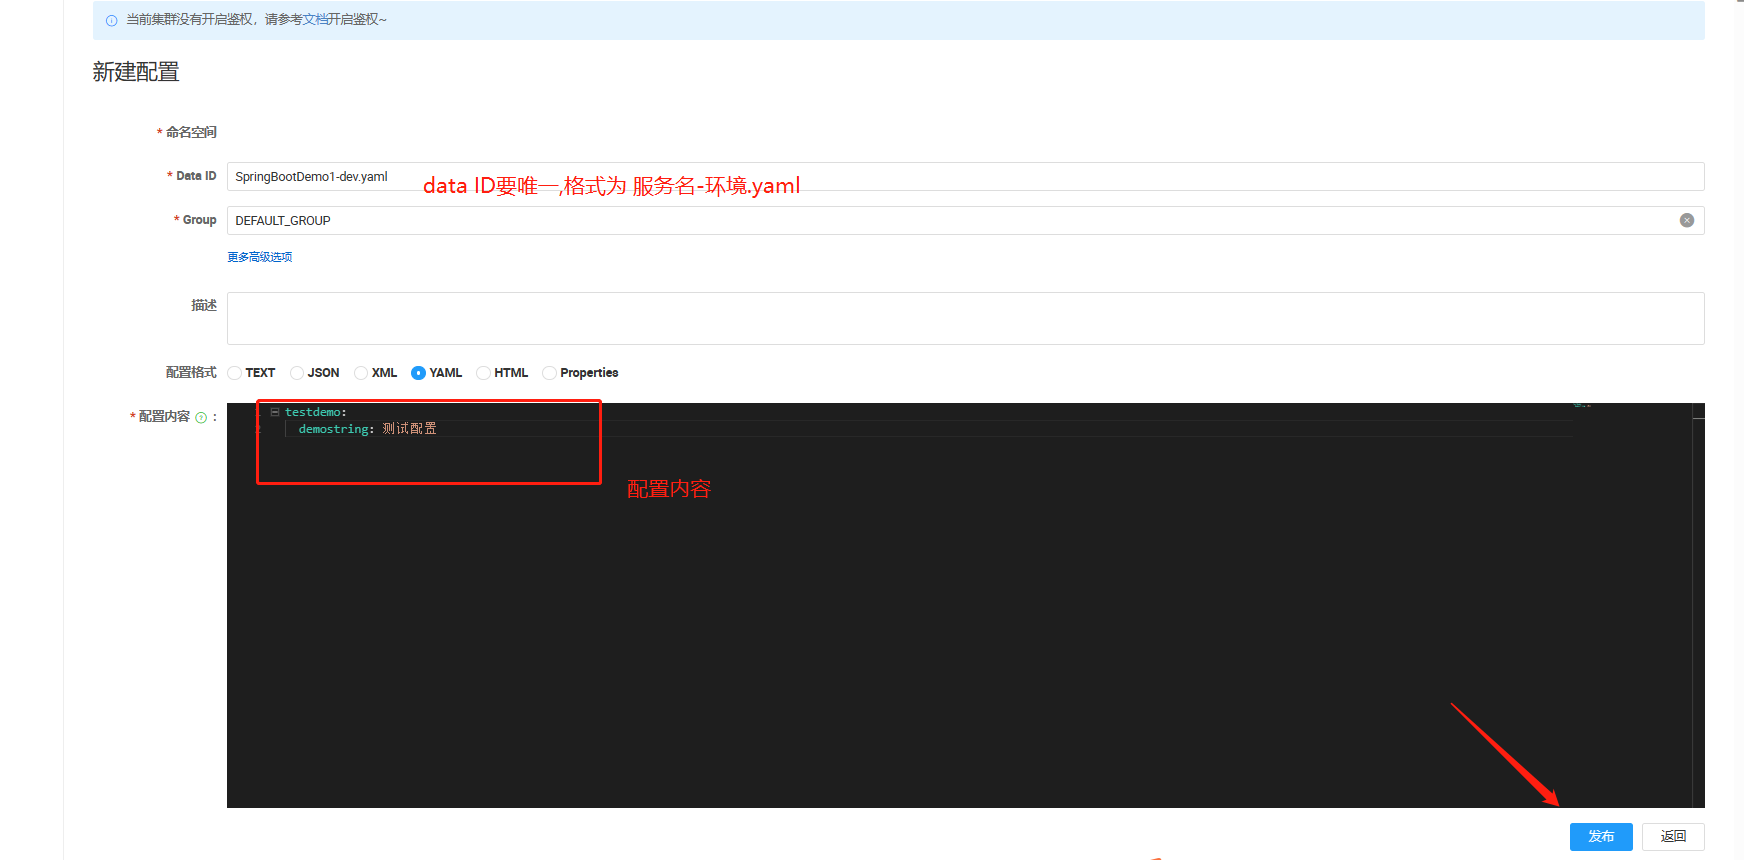 当前集群没有开启鉴权，请参考文档开启鉴权~
新建配置
* 命名空间
* Data ID SpringBootDemo1-dev.yaml
data ID要唯一,格式为 服务名-环境.yaml
* Group DEFAULT_GROUP
更多高级选项
描述
配置格式 TEXT JSON XML YAML HTML Properties
* 配置内容 ? :
1 testdemo:
2 demostring: 测试配置
配置内容
发布 返回